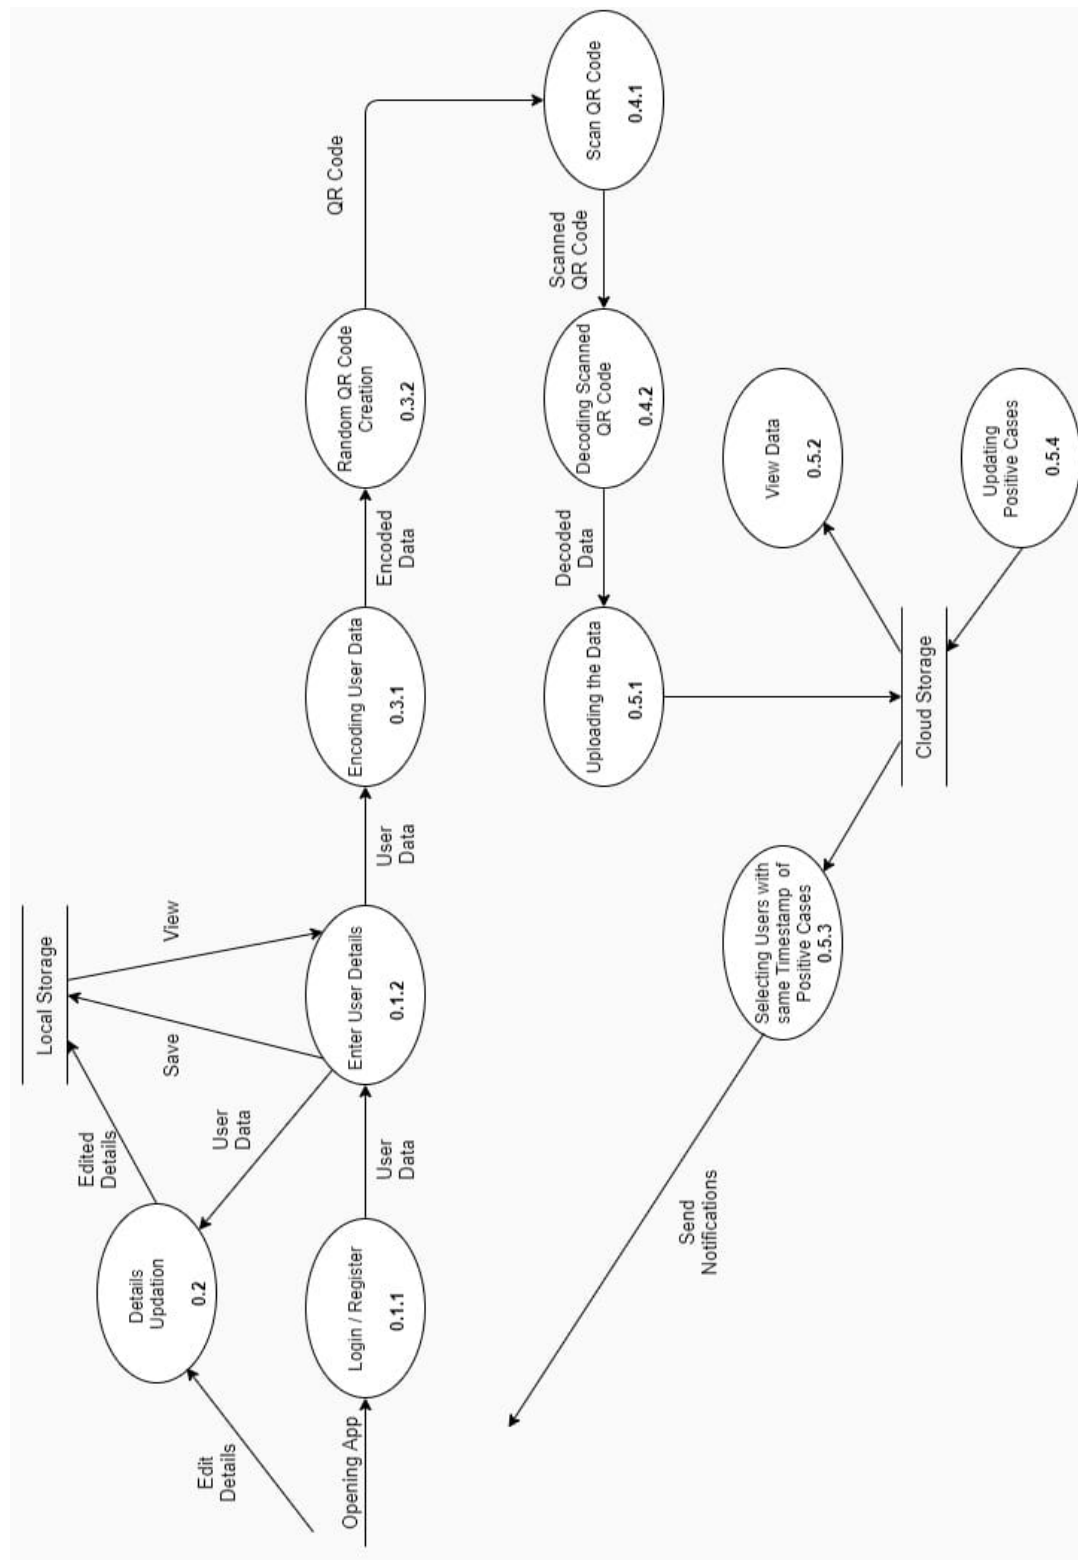 Local Storage
Edited
Details
Save
View
User
Data
Details
Updation
0.2
Edit
Details
Opening App
Login / Register
0.1.1
User
Data
Enter User Details
0.1.2
User
Data
Encoding User Data
0.3.1
Encoded
Data
Random QR Code
Creation
0.3.2
QR Code
Scan QR Code
0.4.1
Scanned
QR Code
Decoding Scanned
QR Code
0.4.2
Decoded
Data
Uploading the Data
0.5.1
Send
Notifications
Selecting Users with
same Timestamp of
Positive Cases
0.5.3
View Data
0.5.2
Cloud Storage
Updating
Positive Cases
0.5.4